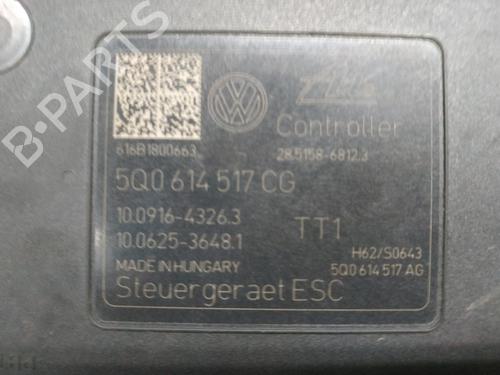 B-PARTS
Ate
Controller
616B1800663
28.5158-6812.3
5Q0 614 517 CG
10.0916-4326.3
TT1
10.0625-3648.1
H62/S0643
MADE IN HUNGARY
5Q0 614 517 AG
Steuergeraet ESC